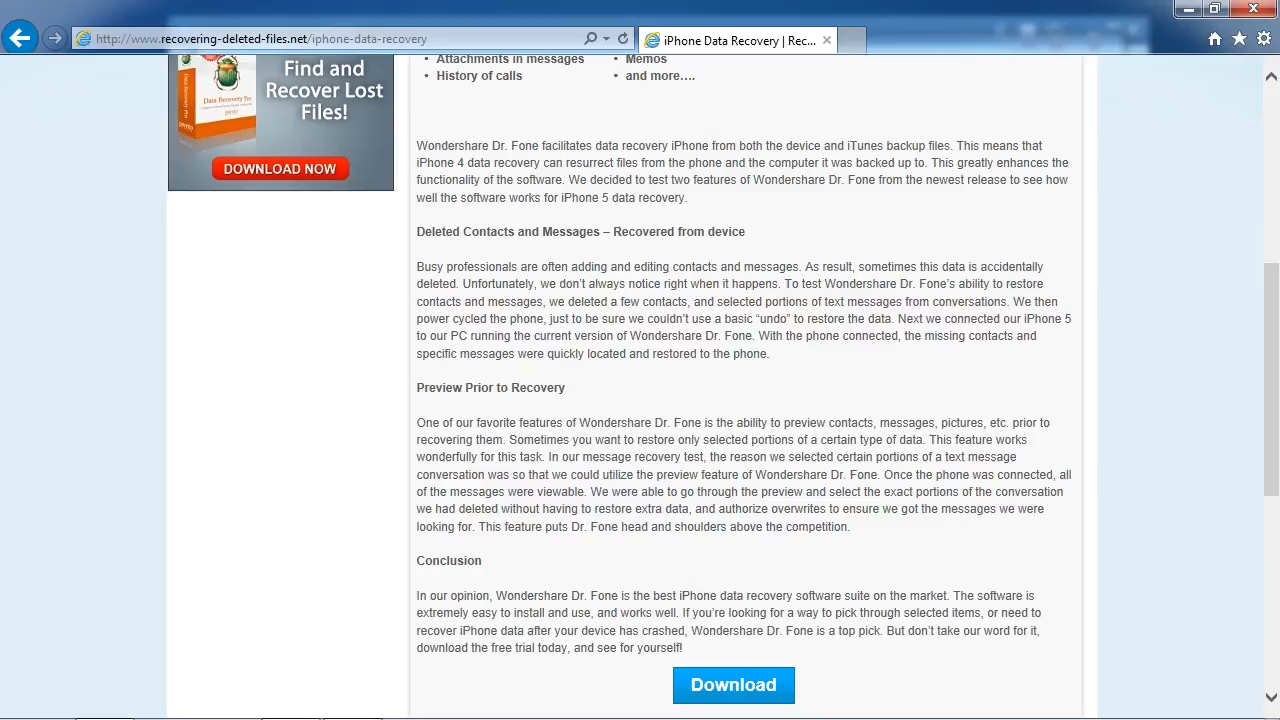 http://www.recovering-deleted-files.net/iphone-data-recovery
iPhone Data Recovery | Rec...
Find and
Recover Lost
Files!
Data Recovery Pro
DOWNLOAD NOW
• Attachments in messages • Memos
• History of calls • and more….
Wondershare Dr. Fone facilitates data recovery iPhone from both the device and iTunes backup files. This means that
iPhone 4 data recovery can resurrect files from the phone and the computer it was backed up to. This greatly enhances the
functionality of the software. We decided to test two features of Wondershare Dr. Fone from the newest release to see how
well the software works for iPhone 5 data recovery.
Deleted Contacts and Messages – Recovered from device
Busy professionals are often adding and editing contacts and messages. As result, sometimes this data is accidentally
deleted. Unfortunately, we don’t always notice right when it happens. To test Wondershare Dr. Fone’s ability to restore
contacts and messages, we deleted a few contacts, and selected portions of text messages from conversations. We then
power cycled the phone, just to be sure we couldn’t use a basic “undo” to restore the data. Next we connected our iPhone 5
to our PC running the current version of Wondershare Dr. Fone. With the phone connected, the missing contacts and
specific messages were quickly located and restored to the phone.
Preview Prior to Recovery
One of our favorite features of Wondershare Dr. Fone is the ability to preview contacts, messages, pictures, etc. prior to
recovering them. Sometimes you want to restore only selected portions of a certain type of data. This feature works
wonderfully for this task. In our message recovery test, the reason we selected certain portions of a text message
conversation was so that we could utilize the preview feature of Wondershare Dr. Fone. Once the phone was connected, all
of the messages were viewable. We were able to go through the preview and select the exact portions of the conversation
we had deleted without having to restore extra data, and authorize overwrites to ensure we got the messages we were
looking for. This feature puts Dr. Fone head and shoulders above the competition.
Conclusion
In our opinion, Wondershare Dr. Fone is the best iPhone data recovery software suite on the market. The software is
extremely easy to install and use, and works well. If you’re looking for a way to pick through selected items, or need to
recover iPhone data after your device has crashed, Wondershare Dr. Fone is a top pick. But don’t take our word for it,
download the free trial today, and see for yourself!
Download